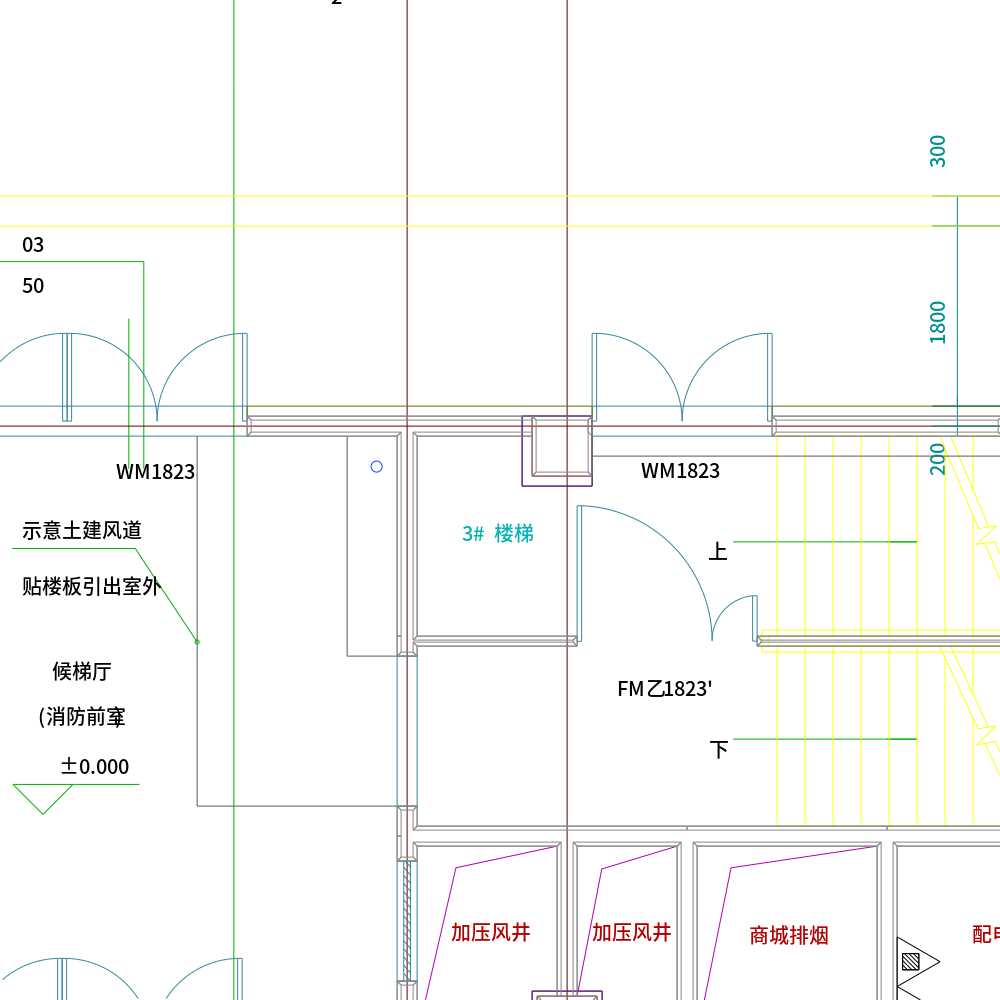 300
03
50
1800
WM1823
WM1823
200
示意土建风道
3# 楼梯
上
贴楼板引出室外
候梯厅
FM乙1823'
(消防前室)
下
±0.000
加压风井
加压风井
商城排烟